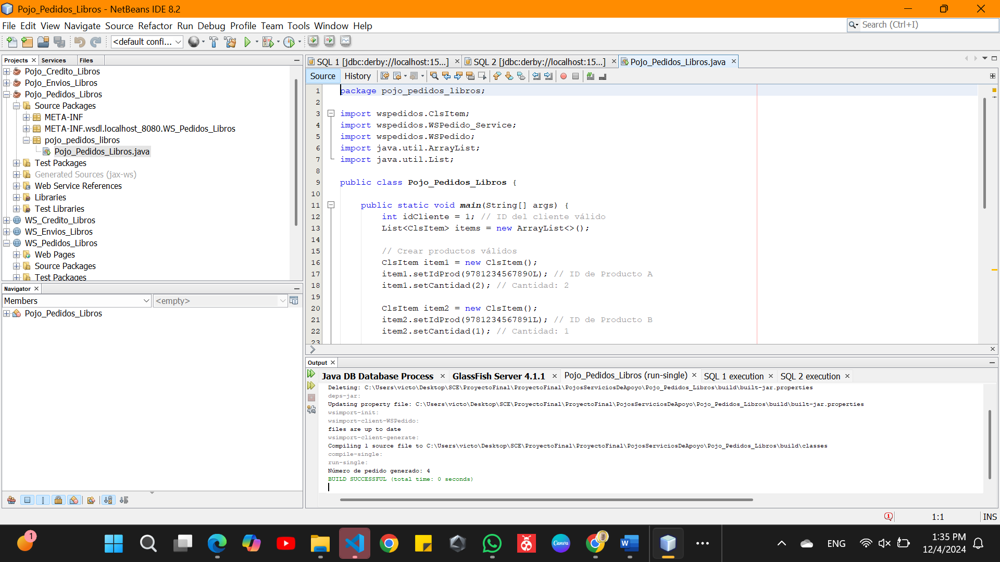 Pojo_Pedidos_Libros - NetBeans IDE 8.2
File Edit View Navigate Source Refactor Run Debug Profile Team Tools Window Help
Search (Ctrl+I)
<default confi...
Projects Services Files
Pojo_Credito_Libros
Pojo_Envios_Libros
Pojo_Pedidos_Libros
Source Packages
META-INF
META-INF.wsdl.localhost_8080.WS_Pedidos_Libros
pojo_pedidos_libros
Pojo_Pedidos_Libros.java
Test Packages
Generated Sources (jax-ws)
Web Service References
Libraries
Test Libraries
WS_Credito_Libros
WS_Envios_Libros
WS_Pedidos_Libros
Web Pages
Source Packages
Test Packages
Navigator
Members <empty>
Pojo_Pedidos_Libros
SQL 1 [jdbc:derby://localhost:15...] SQL 2 [jdbc:derby://localhost:15...] Pojo_Pedidos_Libros.java
Source History
1 package pojo_pedidos_libros;
2
3 import wspedidos.ClsItem;
4 import wspedidos.WSPedido_Service;
5 import wspedidos.WSPedido;
6 import java.util.ArrayList;
7 import java.util.List;
8
9 public class Pojo_Pedidos_Libros {
10
11 public static void main(String[] args) {
12 int idCliente = 1; // ID del cliente válido
13 List<ClsItem> items = new ArrayList<>();
14
15 // Crear productos válidos
16 ClsItem item1 = new ClsItem();
17 item1.setIdProd(9781234567890L); // ID de Producto A
18 item1.setCantidad(2); // Cantidad: 2
19
20 ClsItem item2 = new ClsItem();
21 item2.setIdProd(9781234567891L); // ID de Producto B
22 item2.setCantidad(1); // Cantidad: 1
23
Output
Java DB Database Process GlassFish Server 4.1.1 Pojo_Pedidos_Libros (run-single) SQL 1 execution SQL 2 execution
Deleting: C:\Users\victo\Desktop\SCE\ProyectoFinal\ProyectoFinal\PojosServiciosDeApoyo\Pojo_Pedidos_Libros\build\built-jar.properties
deps-jar:
Updating property file: C:\Users\victo\Desktop\SCE\ProyectoFinal\ProyectoFinal\PojosServiciosDeApoyo\Pojo_Pedidos_Libros\build\built-jar.properties
wsimport-init:
wsimport-client-WSPedido:
files are up to date
wsimport-client-generate:
Compiling 1 source file to C:\Users\victo\Desktop\SCE\ProyectoFinal\ProyectoFinal\PojosServiciosDeApoyo\Pojo_Pedidos_Libros\build\classes
compile-single:
run-single:
Número de pedido generado: 4
BUILD SUCCESSFUL (total time: 0 seconds)
1:1 INS
1
Canva
W
ENG
1:35 PM
12/4/2024